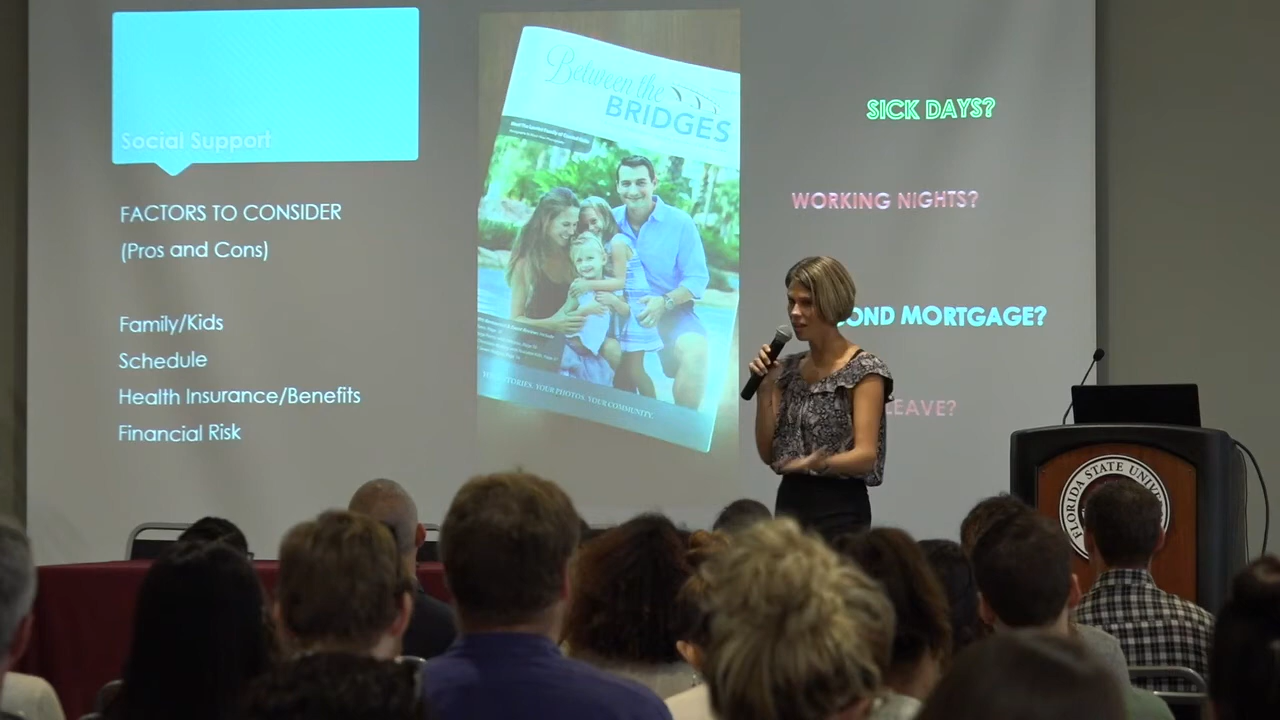 Social Support
FACTORS TO CONSIDER
(Pros and Cons)
Family/Kids
Schedule
Health Insurance/Benefits
Financial Risk
Between the
BRIDGES
YOUR STORIES. YOUR PHOTOS. YOUR COMMUNITY.
SICK DAYS?
WORKING NIGHTS?
OND MORTGAGE?
LEAVE?
FLORIDA STATE UNIV